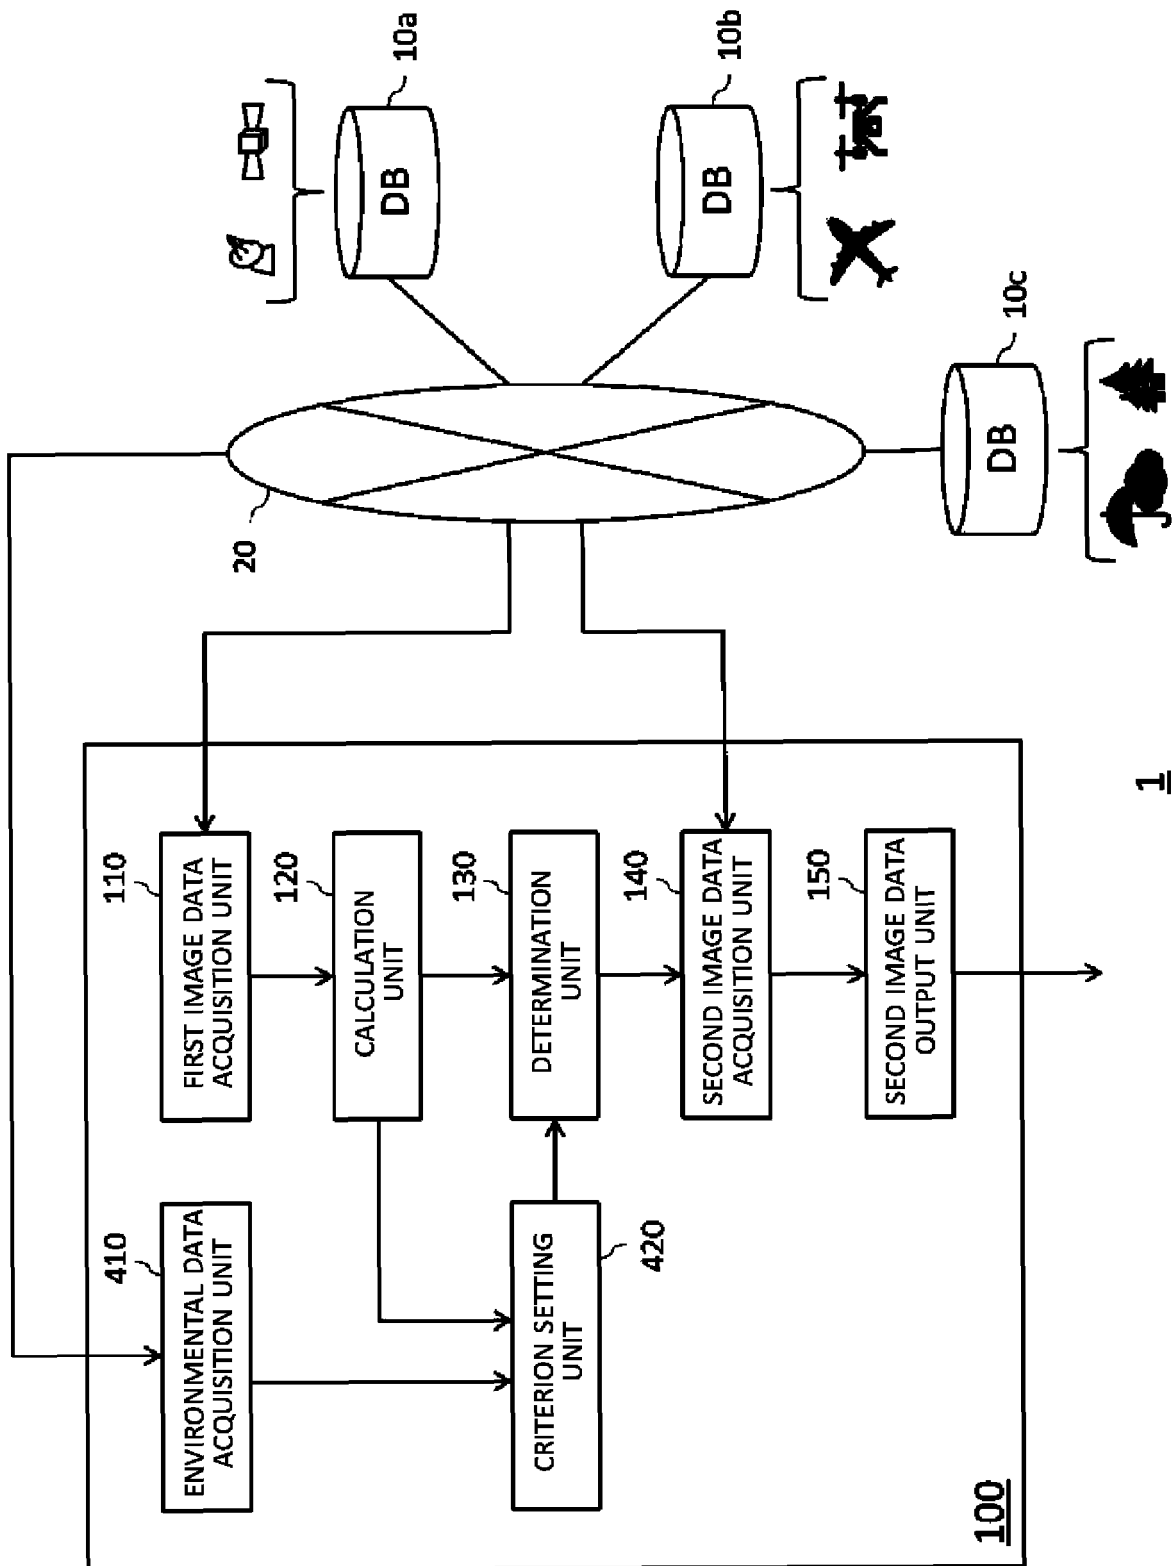 100
ENVIRONMENTAL DATA
ACQUISITION UNIT
410
CRITERION SETTING
UNIT
420
FIRST IMAGE DATA
ACQUISITION UNIT
110
CALCULATION
UNIT
120
DETERMINATION
UNIT
130
SECOND IMAGE DATA
ACQUISITION UNIT
140
SECOND IMAGE DATA
OUTPUT UNIT
150
1
20
DB
10a
DB
10b
DB
10c